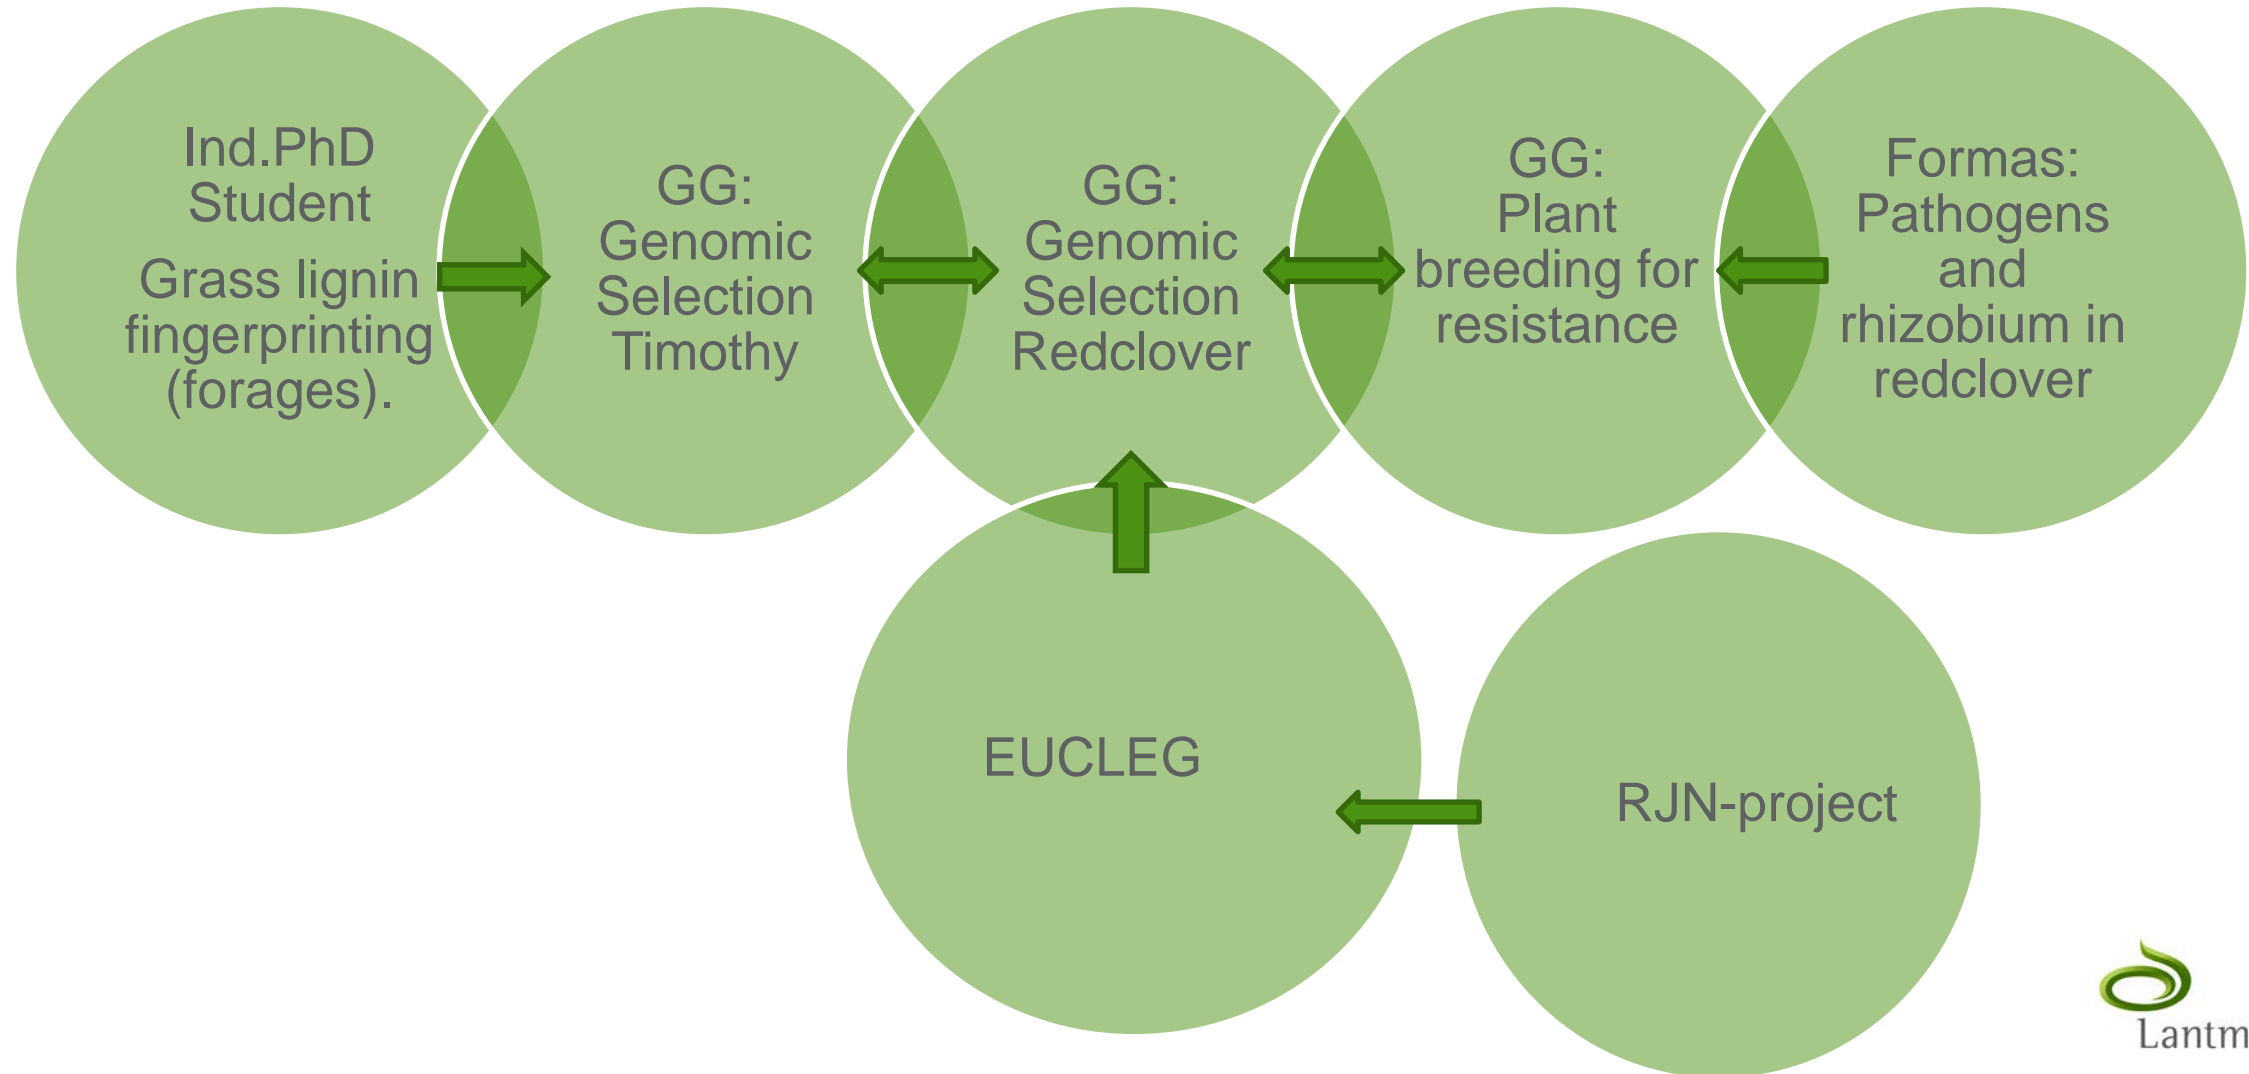 Ind.PhD
Student
Grass lignin
fingerprinting
(forages).
GG:
Genomic
Selection
Timothy
GG:
Genomic
Selection
Redclover
GG:
Plant
breeding for
resistance
Formas:
Pathogens
and
rhizobium in
redclover
EUCLEG
RJN-project
Lantm